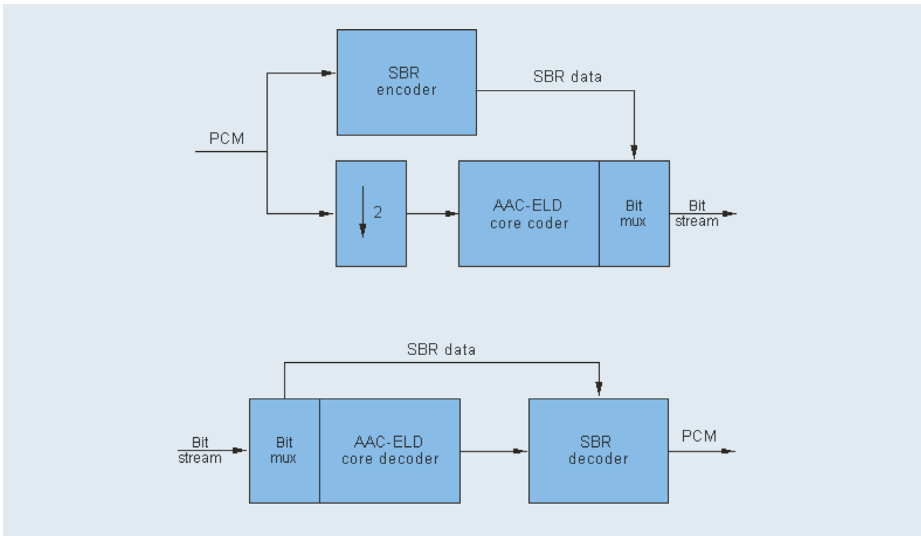 SBR
encoder
SBR data
PCM
2
AAC-ELD
core coder
Bit
mux
Bit
stream
SBR data
Bit
stream
Bit
mux
AAC-ELD
core decoder
SBR
decoder
PCM